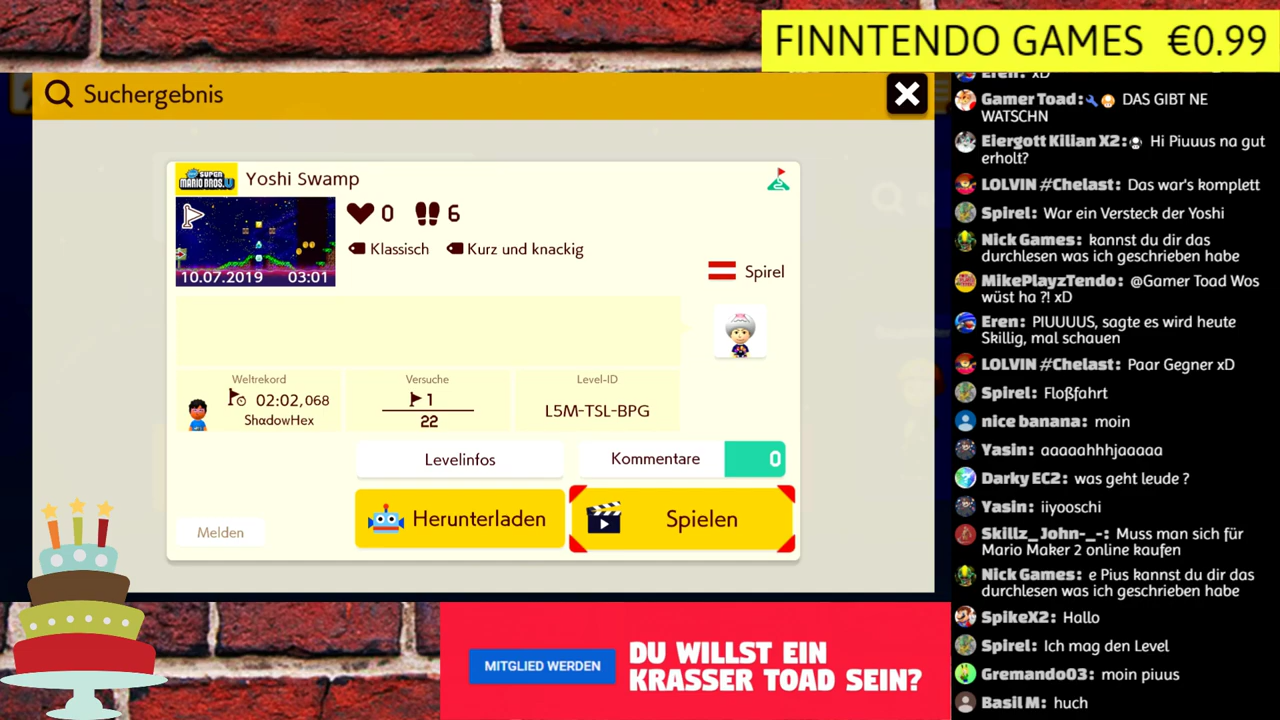 FINNTENDO GAMES €0.99
Suchergebnis
NEW SUPER
MARIO BROS. U
Yoshi Swamp
0
6
Klassisch
Kurz und knackig
10.07.2019 03:01
Spirel
Weltrekord
02:02,068
ShadowHex
Versuche
1
22
Level-ID
L5M-TSL-BPG
Levelinfos
Kommentare
0
Melden
Herunterladen
Spielen
MITGLIED WERDEN
DU WILLST EIN
KRASSER TOAD SEIN?
Eren: xD
Gamer Toad: DAS GIBT NE
WATSCHN
Eiergott Kilian X2: Hi Piuuus na gut
erholt?
LOLVIN #Chelast: Das war's komplett
Spirel: War ein Versteck der Yoshi
Nick Games: kannst du dir das
durchlesen was ich geschrieben habe
MikePlayzTendo: @Gamer Toad Wos
wüst ha ?! xD
Eren: PIUUUUS, sagte es wird heute
Skillig, mal schauen
LOLVIN #Chelast: Paar Gegner xD
Spirel: Floßfahrt
nice banana: moin
Yasin: aaaaahhhjaaaaa
Darky EC2: was geht leude ?
Yasin: iiyooschi
Skillz_John-_-: Muss man sich für
Mario Maker 2 online kaufen
Nick Games: e Pius kannst du dir das
durchlesen was ich geschrieben habe
SpikeX2: Hallo
Spirel: Ich mag den Level
Gremando03: moin piuus
Basil M: huch